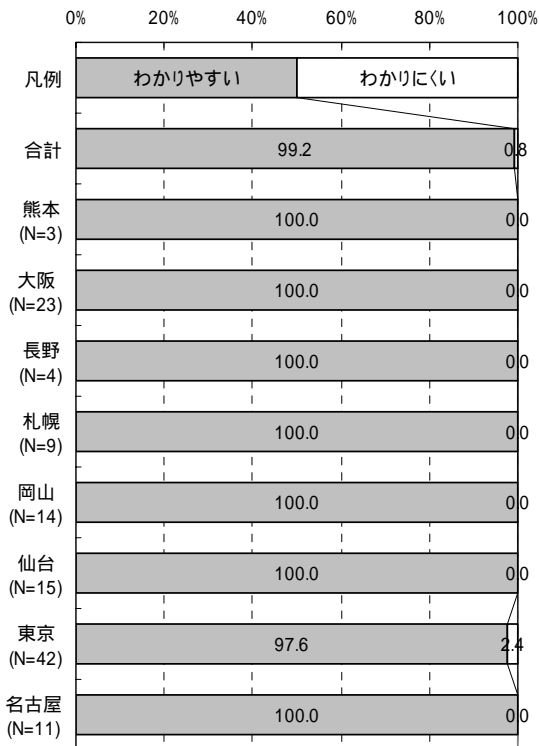 0% 20% 40% 60% 80% 100%
凡例 わかりやすい わかりにくい
合計 99.2 0.8
熊本
(N=3) 100.0 0.0
大阪
(N=23) 100.0 0.0
長野
(N=4) 100.0 0.0
札幌
(N=9) 100.0 0.0
岡山
(N=14) 100.0 0.0
仙台
(N=15) 100.0 0.0
東京
(N=42) 97.6 2.4
名古屋
(N=11) 100.0 0.0